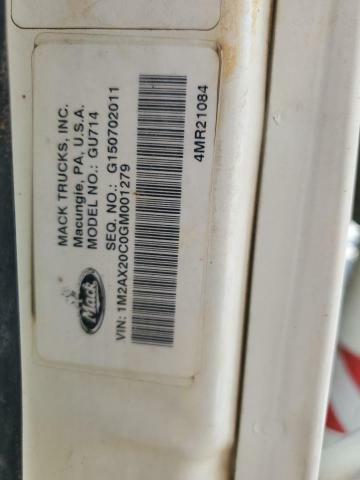 MACK TRUCKS, INC.
Macungie, PA, U.S.A.
MODEL NO.: GU714
SEQ. NO.: G150702011
Mack
VIN: 1M2AX20C0GM001279
4MR21084